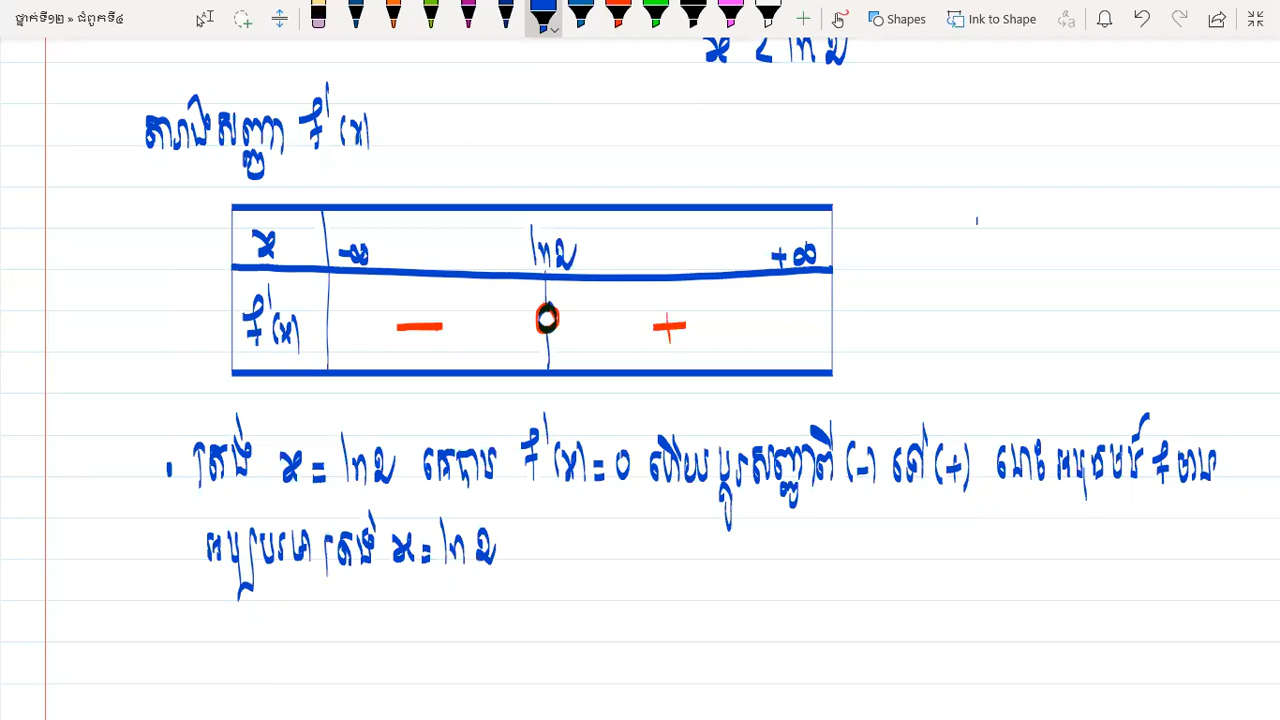 ថ្នាក់ទី១២ » ជំពូកទី៤
Shapes
Ink to Shape
x < ln2
តារាងសញ្ញា f'(x)
x -∞ ln2 +∞
f'(x) − 0 +
• ត្រង់ x = ln2 គេបាន f'(x) = 0 ហើយប្តូរសញ្ញាពី (-) ទៅ (+) នោះអនុគមន៍ f មាន
អប្បបរមា ត្រង់ x = ln2